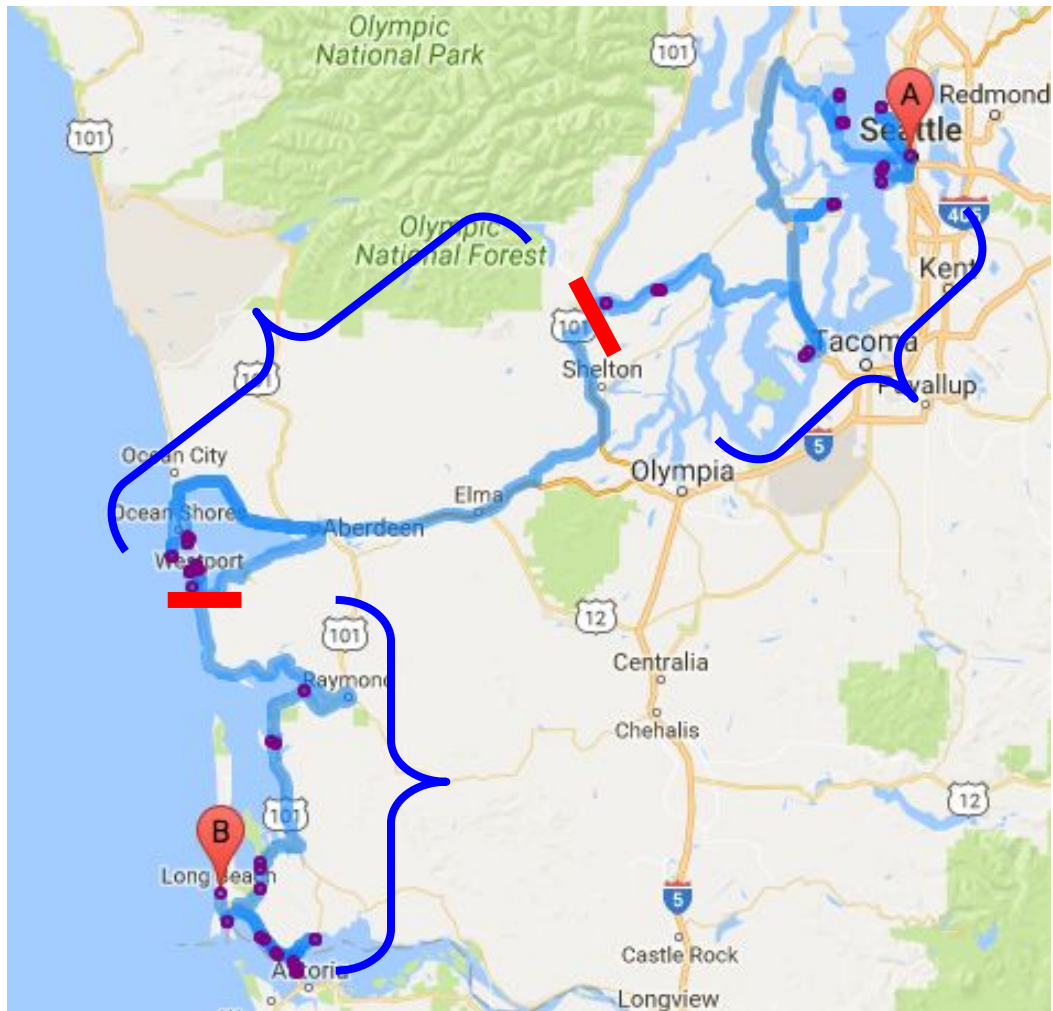 Olympic
National Park
101
A
Redmond
101
Seattle
405
Olympic
National Forest
Kent
101
Tacoma
Shelton
101
Puyallup
5
Ocean City
Olympia
Elma
Ocean Shores
Aberdeen
Westport
12
101
Centralia
Raymond
Chehalis
12
101
B
Long Beach
5
Castle Rock
Astoria
Longview